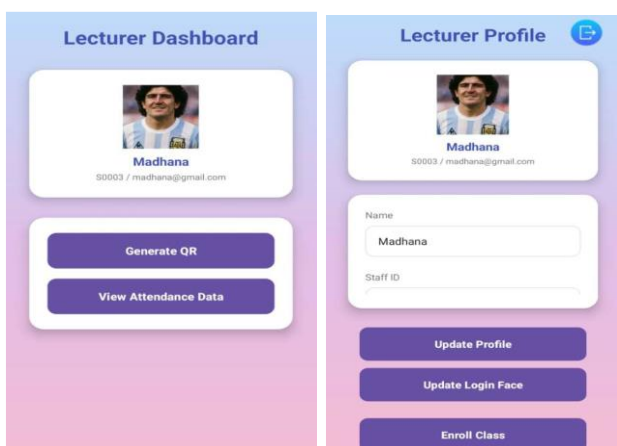 Lecturer Dashboard
Madhana
S0003 / madhana@gmail.com
Generate QR
View Attendance Data
Lecturer Profile
Madhana
S0003 / madhana@gmail.com
Name
Madhana
Staff ID
Update Profile
Update Login Face
Enroll Class